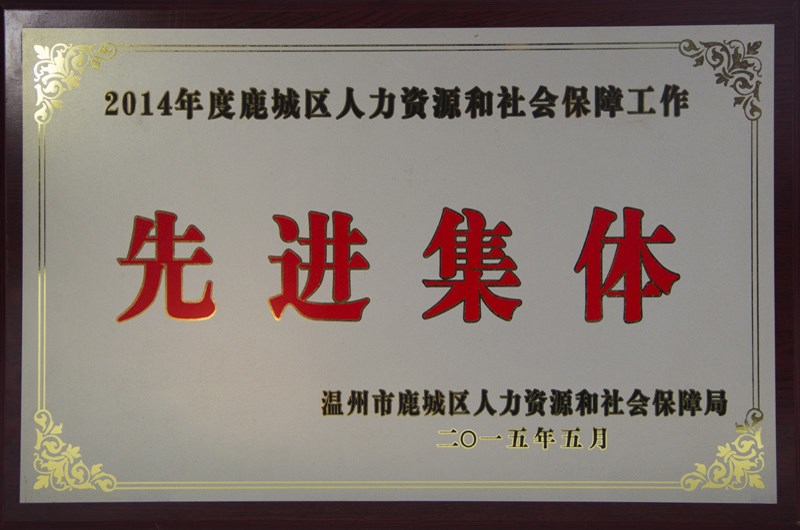 2014年度鹿城区人力资源和社会保障工作
先进集体
温州市鹿城区人力资源和社会保障局
二〇一五年五月